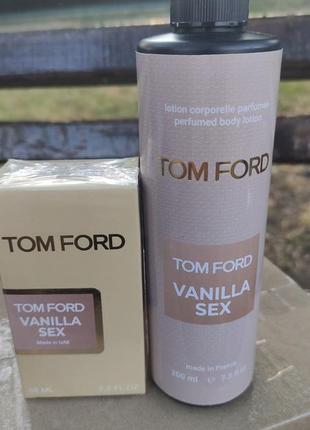 TOM FORD
TOM FORD
VANILLA
SEX
Made in UAE
lotion corporelle parfumée
perfumed body lotion
TOM FORD
TOM FORD
VANILLA
SEX
made in France
200 ml